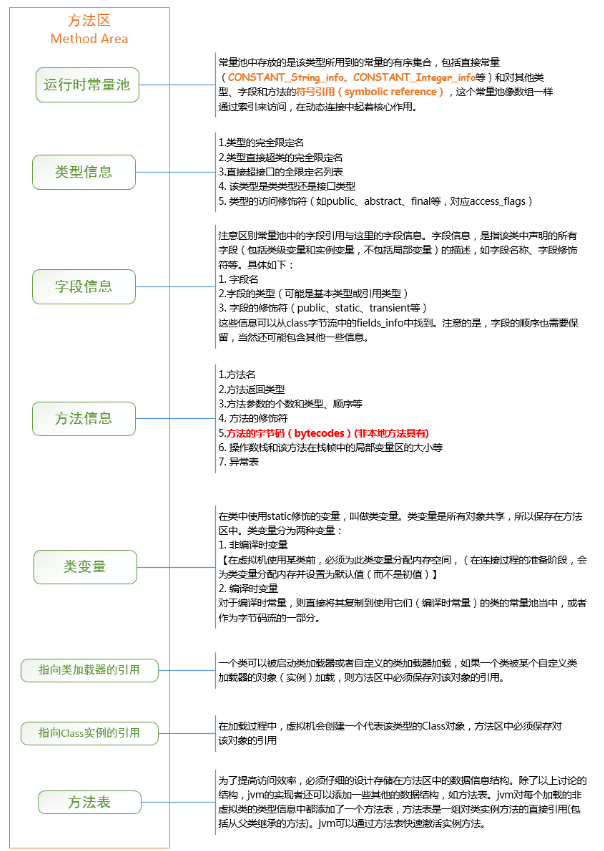 方法区
Method Area
运行时常量池
常量池中存放的是该类型所用到的常量的有序集合，包括直接常量
（CONSTANT_String_info、CONSTANT_Integer_info等）和对其他类
型、字段和方法的符号引用（symbolic reference），这个常量池像数组一样
通过索引来访问，在动态连接中起着核心作用。
类型信息
1.类型的完全限定名
2.类型直接超类的完全限定名
3.直接超接口的全限定名列表
4. 该类型是类类型还是接口类型
5. 类型的访问修饰符（如public、abstract、final等，对应access_flags）
字段信息
注意区别常量池中的字段引用与这里的字段信息。字段信息，是指该类中声明的所有
字段（包括类级变量和实例变量，不包括局部变量）的描述，如字段名称、字段修饰
符等。具体如下：
1. 字段名
2.字段的类型（可能是基本类型或引用类型）
3. 字段的修饰符（public、static、transient等）
这些信息可以从class字节流中的fields_info中找到。注意的是，字段的顺序也需要保
留，当然还可能包含其他一些信息。
方法信息
1.方法名
2.方法返回类型
3.方法参数的个数和类型、顺序等
4. 方法的修饰符
5.方法的字节码（bytecodes）(非本地方法具有)
6. 操作数栈和该方法在栈帧中的局部变量区的大小等
7. 异常表
类变量
在类中使用static修饰的变量，叫做类变量。类变量是所有对象共享，所以保存在方法
区中。类变量分为两种变量：
1. 非编译时变量
【在虚拟机使用某类前，必须为此类变量分配内存空间，（在连接过程的准备阶段，会
为类变量分配内存并设置为默认值（而不是初值）】
2. 编译时变量
对于编译时常量，则直接将其复制到使用它们（编译时常量）的类的常量池当中，或者
作为字节码流的一部分。
指向类加载器的引用
一个类可以被启动类加载器或者自定义的类加载器加载，如果一个类被某个自定义类
加载器的对象（实例）加载，则方法区中必须保存对该对象的引用。
指向Class实例的引用
在加载过程中，虚拟机会创建一个代表该类型的Class对象，方法区中必须保存对
该对象的引用
方法表
为了提高访问效率，必须仔细的设计存储在方法区中的数据信息结构。除了以上讨论的
结构，jvm的实现者还可以添加一些其他的数据结构，如方法表。jvm对每个加载的非
虚拟类的类型信息中都添加了一个方法表，方法表是一组对类实例方法的直接引用(包
括从父类继承的方法)。jvm可以通过方法表快速激活实例方法。